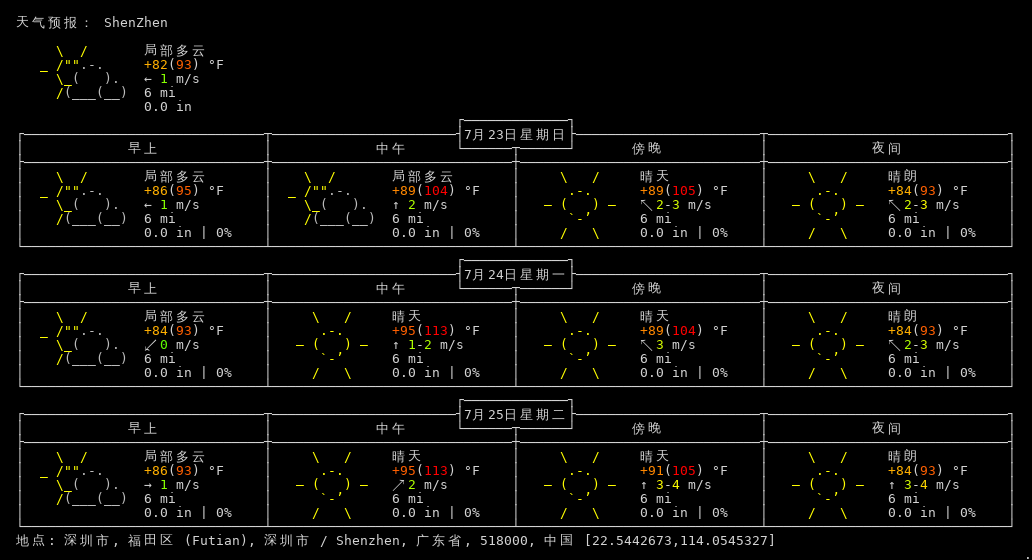 天气预报： ShenZhen
局部多云
+82(93) °F
← 1 m/s
6 mi
0.0 in
7月23日星期日
早上 中午 傍晚 夜间
局部多云 局部多云 晴天 晴朗
+86(95) °F +89(104) °F +89(105) °F +84(93) °F
← 1 m/s ↑ 2 m/s ↖ 2-3 m/s ↖ 2-3 m/s
6 mi 6 mi 6 mi 6 mi
0.0 in | 0% 0.0 in | 0% 0.0 in | 0% 0.0 in | 0%
7月24日星期一
早上 中午 傍晚 夜间
局部多云 晴天 晴天 晴朗
+84(93) °F +95(113) °F +89(104) °F +84(93) °F
↙ 0 m/s ↑ 1-2 m/s ↖ 3 m/s ↖ 2-3 m/s
6 mi 6 mi 6 mi 6 mi
0.0 in | 0% 0.0 in | 0% 0.0 in | 0% 0.0 in | 0%
7月25日星期二
早上 中午 傍晚 夜间
局部多云 晴天 晴天 晴朗
+86(93) °F +95(113) °F +91(105) °F +84(93) °F
→ 1 m/s ↗ 2 m/s ↑ 3-4 m/s ↑ 3-4 m/s
6 mi 6 mi 6 mi 6 mi
0.0 in | 0% 0.0 in | 0% 0.0 in | 0% 0.0 in | 0%
地点: 深圳市, 福田区 (Futian), 深圳市 / Shenzhen, 广东省, 518000, 中国 [22.5442673,114.0545327]